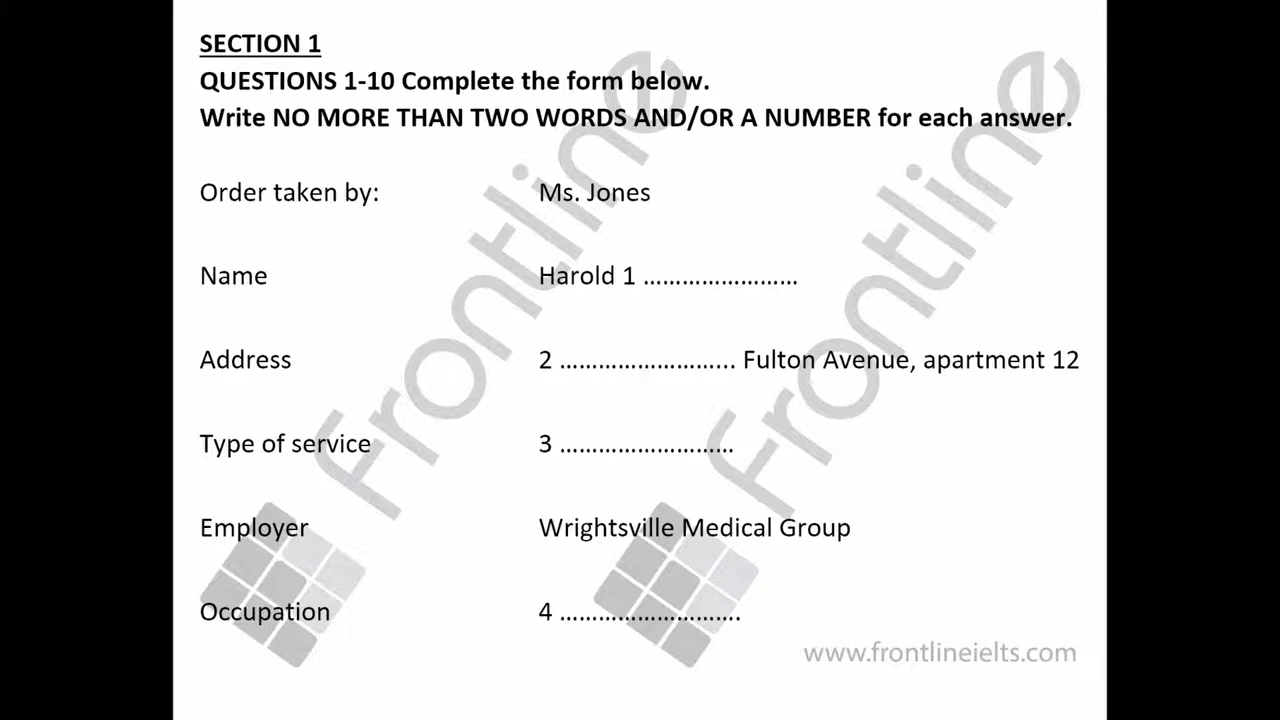 SECTION 1
QUESTIONS 1-10 Complete the form below.
Write NO MORE THAN TWO WORDS AND/OR A NUMBER for each answer.
Order taken by: Ms. Jones
Name Harold 1 ........................
Address 2 ........................... Fulton Avenue, apartment 12
Type of service 3 ...........................
Employer Wrightsville Medical Group
Occupation 4 ............................
www.frontlineielts.com
Frontline
Frontline